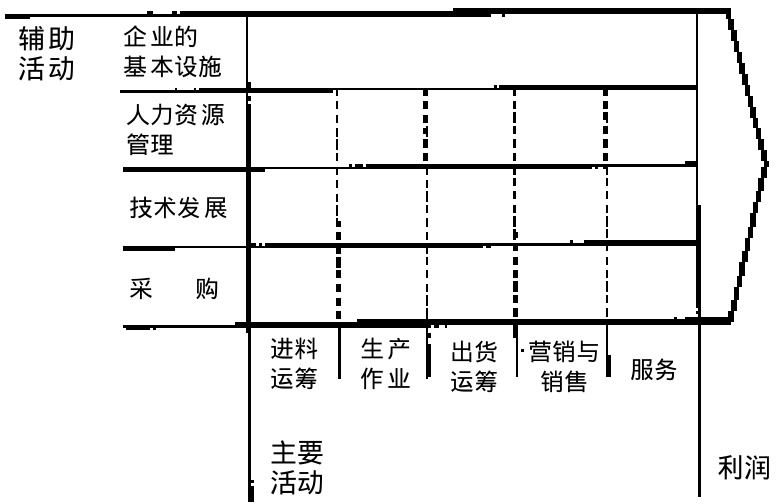 辅助
活动
企业的
基本设施
人力资源
管理
技术发展
采 购
进料
运筹
生产
作业
出货
运筹
营销与
销售
服务
主要
活动
利润